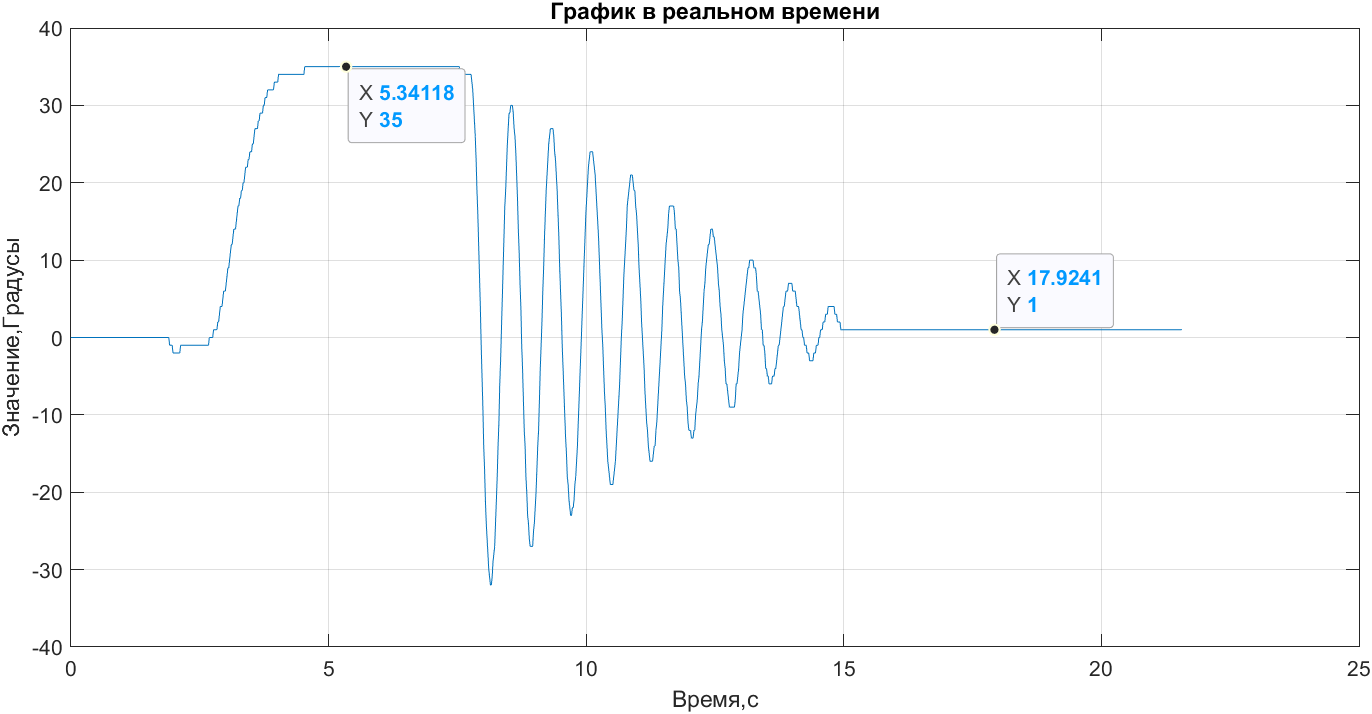 График в реальном времени
Значение,Градусы
40
30
20
10
0
-10
-20
-30
-40
X 5.34118
Y 35
X 17.9241
Y 1
0
5
10
15
20
25
Время,с